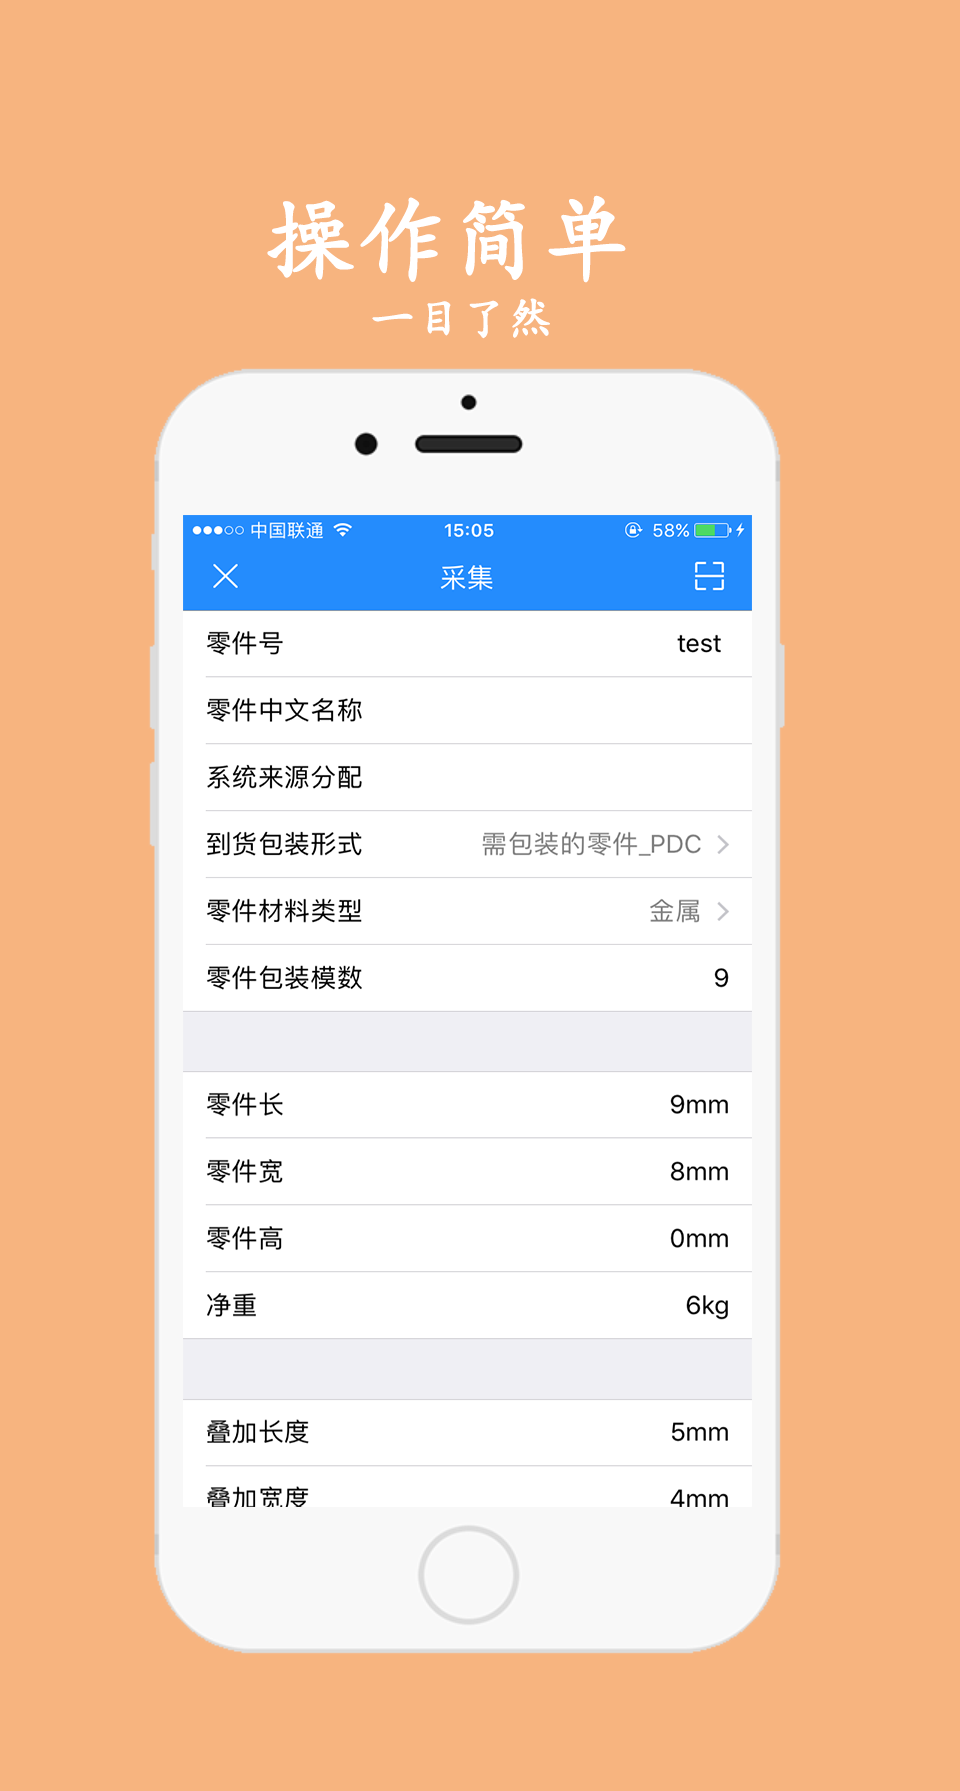 操作简单
一目了然
中国联通 15:05 58%
采集
零件号 test
零件中文名称
系统来源分配
到货包装形式 需包装的零件_PDC
零件材料类型 金属
零件包装模数 9
零件长 9mm
零件宽 8mm
零件高 0mm
净重 6kg
叠加长度 5mm
叠加宽度 4mm